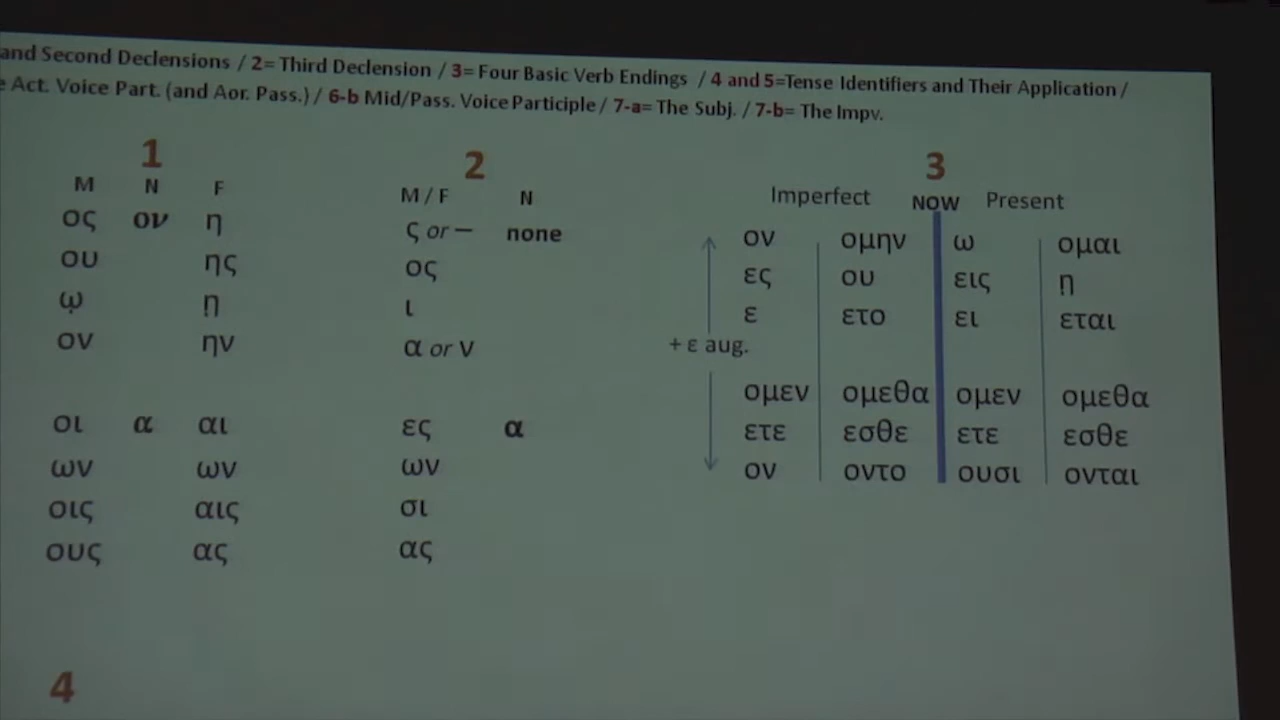 and Second Declensions / 2= Third Declension / 3= Four Basic Verb Endings / 4 and 5=Tense Identifiers and Their Application /
e Act. Voice Part. (and Aor. Pass.) / 6-b Mid/Pass. Voice Participle / 7-a= The Subj. / 7-b= The Impv.
1
M N F
ος ον η
ου ης
ῳ ῃ
ον ην
οι α αι
ων ων
οις αις
ους ας
2
M / F N
ς or – none
ος
ι
α or ν
ες α
ων
σι
ας
3
Imperfect NOW Present
ον ομην ω ομαι
ες ου εις ῃ
ε ετο ει εται
+ ε aug.
ομεν ομεθα ομεν ομεθα
ετε εσθε ετε εσθε
ον οντο ουσι ονται
4